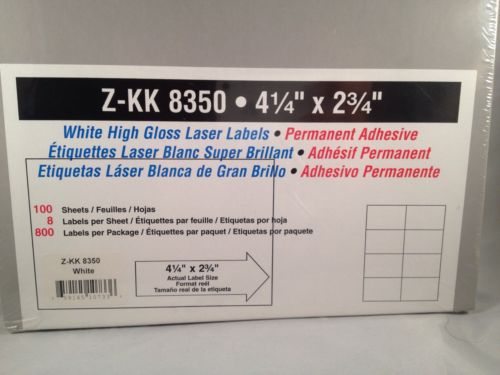 Z-KK 8350 • 4¼" x 2¾"
White High Gloss Laser Labels • Permanent Adhesive
Étiquettes Laser Blanc Super Brillant • Adhésif Permanent
Etiquetas Láser Blanca de Gran Brillo • Adhesivo Permanente
100 Sheets / Feuilles / Hojas
8 Labels per Sheet / Étiquettes par feuille / Etiquetas por hoja
800 Labels per Package / Étiquettes par paquet / Etiquetas por paquete
Z-KK 8350
White
4¼" x 2¾"
Actual Label Size
Format reél
Tamaño real de la etiqueta